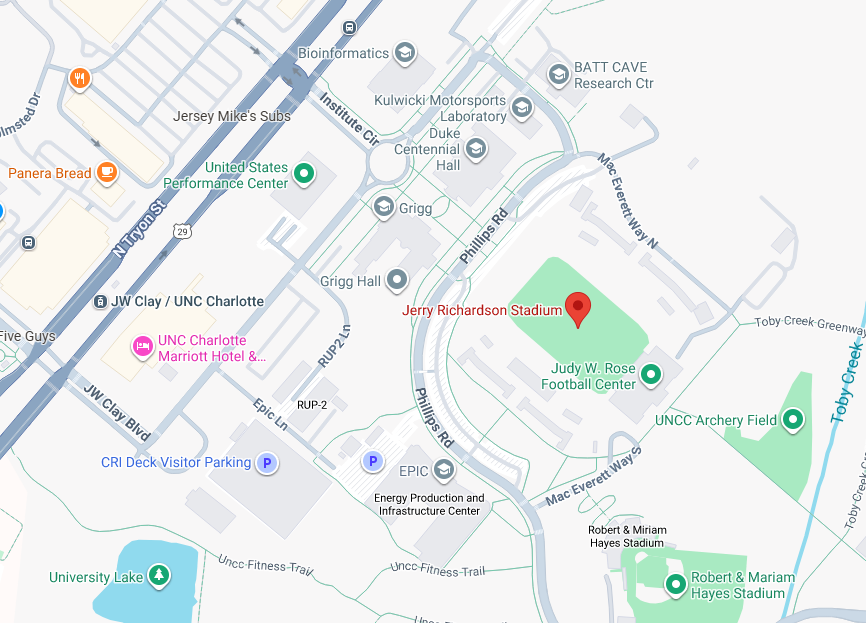 Bioinformatics
BATT CAVE
Research Ctr
Kulwicki Motorsports
Laboratory
Institute Cir
Jersey Mike's Subs
Duke
Centennial
Hall
Olmsted Dr
Panera Bread
United States
Performance Center
Mac Everett Way N
Grigg
N Tryon St
29
Phillips Rd
Grigg Hall
JW Clay / UNC Charlotte
Jerry Richardson Stadium
Five Guys
UNC Charlotte
Marriott Hotel &...
RUP2 Ln
Toby Creek Greenway
Toby Creek
Judy W. Rose
Football Center
JW Clay Blvd
Epic Ln
RUP-2
Phillips Rd
UNCC Archery Field
CRI Deck Visitor Parking
P
P
EPIC
Energy Production and
Infrastructure Center
Mac Everett Way S
Toby Creek Gre
Robert & Miriam
Hayes Stadium
University Lake
Uncc Fitness Trail
Uncc Fitness Trail
Robert & Mariam
Hayes Stadium